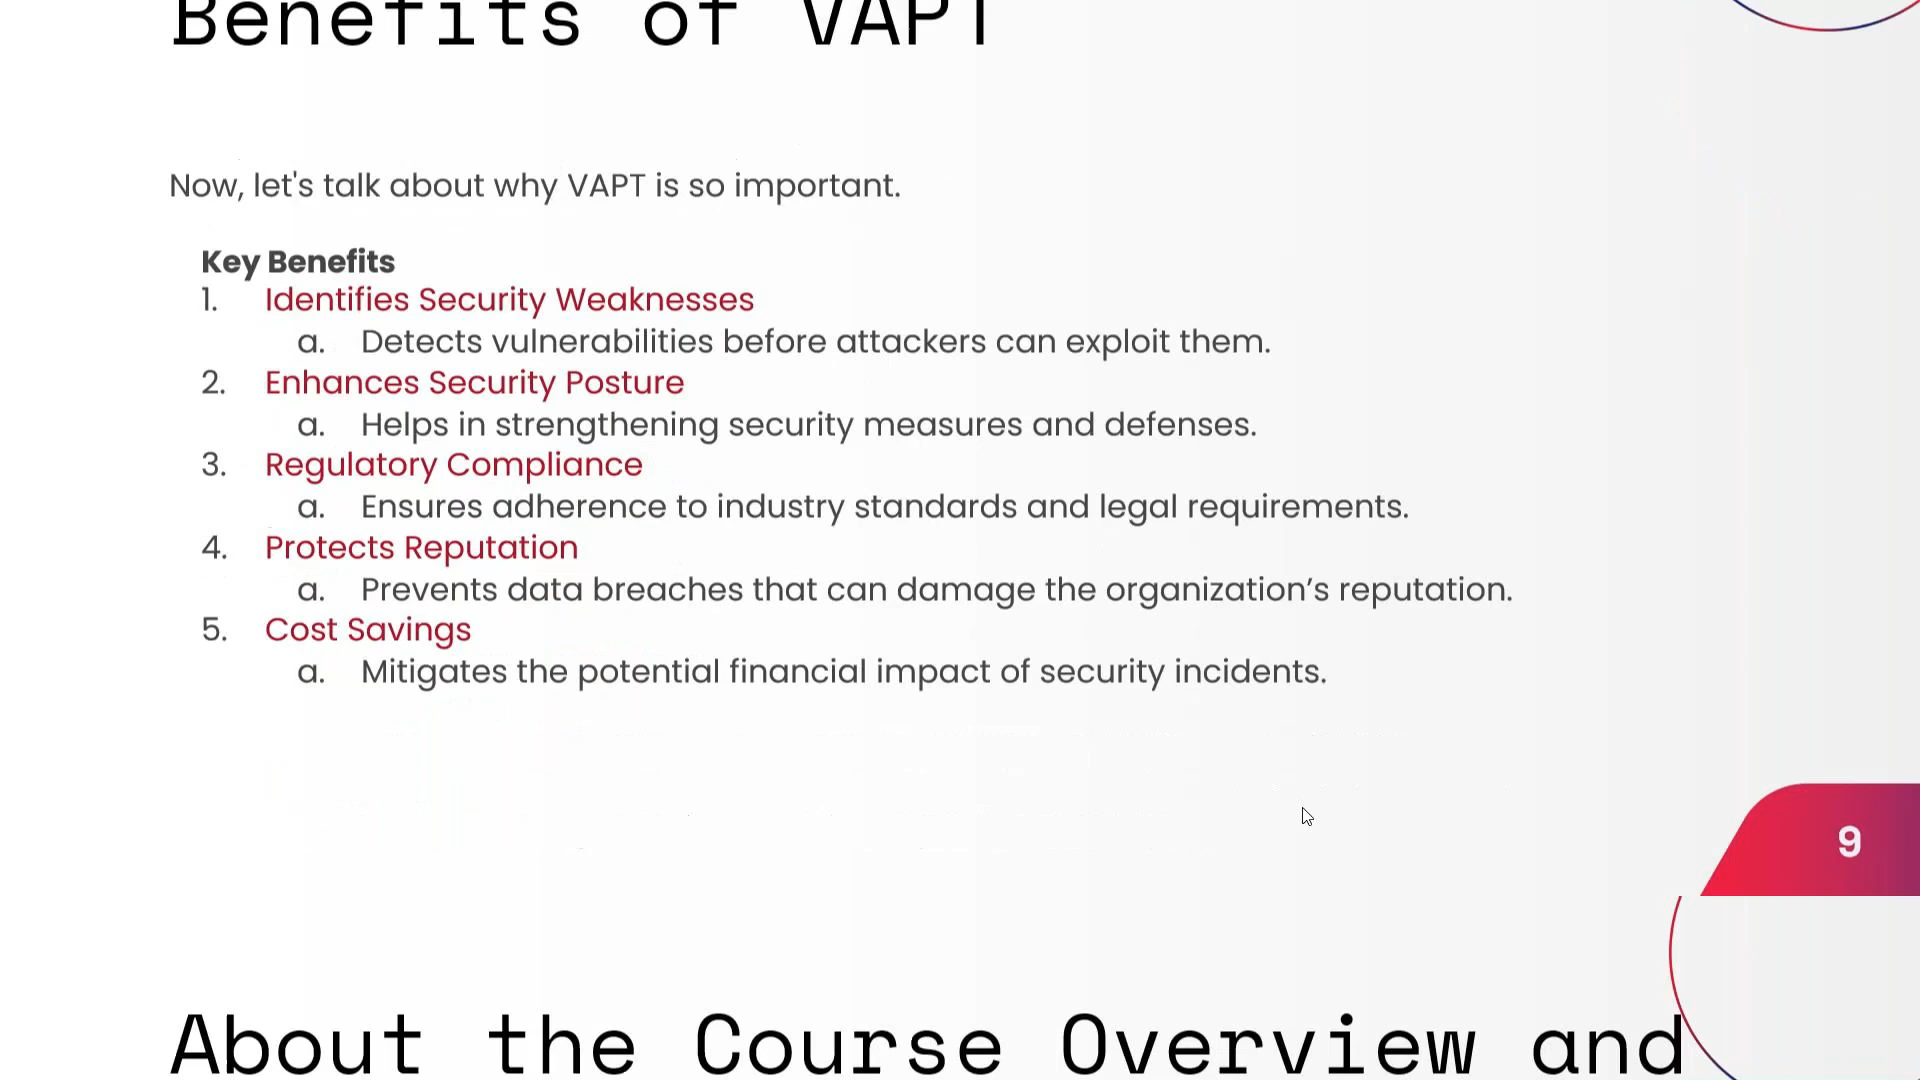 Benefits of VAPT
Now, let's talk about why VAPT is so important.
Key Benefits
1. Identifies Security Weaknesses
a. Detects vulnerabilities before attackers can exploit them.
2. Enhances Security Posture
a. Helps in strengthening security measures and defenses.
3. Regulatory Compliance
a. Ensures adherence to industry standards and legal requirements.
4. Protects Reputation
a. Prevents data breaches that can damage the organization’s reputation.
5. Cost Savings
a. Mitigates the potential financial impact of security incidents.
9
About the Course Overview and